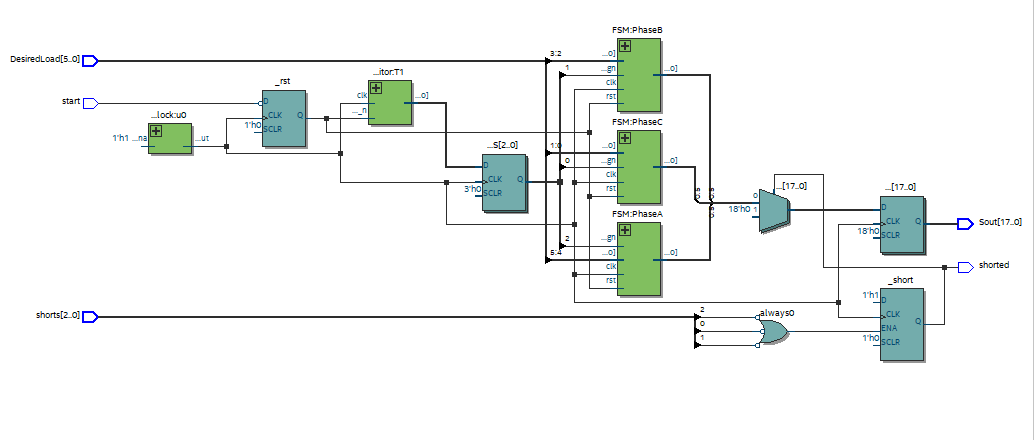 FSM:PhaseB
DesiredLoad[5..0]
3:2
...o]
1
...gn
...o]
clk
rst
...itor:T1
clk
..._n
...o]
_rst
start
D
CLK
1'h0
SCLR
Q
...lock:u0
1'h1
...na
...ut
FSM:PhaseC
1:0
...o]
0
...gn
...o]
clk
rst
...S[2..0]
D
CLK
3'h0
SCLR
Q
FSM:PhaseA
2
...gn
5:4
...o]
...o]
clk
rst
...[17..0]
0
18'h0
1
...[17..0]
D
CLK
18'h0
SCLR
Q
Sout[17..0]
shorted
_short
1'h1
D
CLK
ENA
1'h0
SCLR
Q
shorts[2..0]
2
0
1
always0